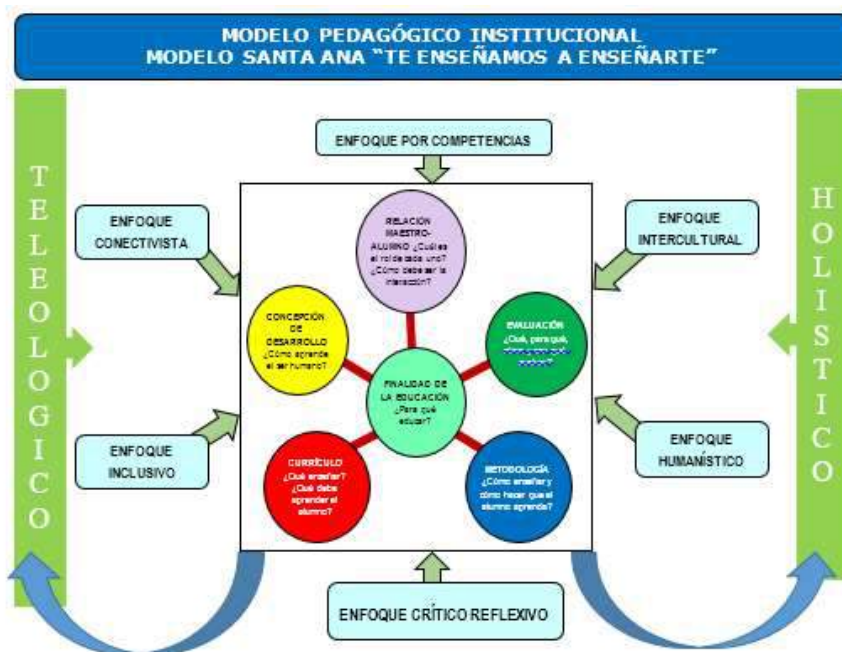 MODELO PEDAGÓGICO INSTITUCIONAL
MODELO SANTA ANA “TE ENSEÑAMOS A ENSEÑARTE”
TELEOLOGICO
ENFOQUE POR COMPETENCIAS
ENFOQUE
CONECTIVISTA
ENFOQUE
INTERCULTURAL
HOLISTICO
RELACIÓN
MAESTRO-
ALUMNO ¿Cuál es
el rol de cada uno?
¿Cómo debe ser la
interacción?
CONCEPCIÓN
DE
DESARROLLO
¿Cómo aprende
el ser humano?
EVALUACIÓN
¿Qué, para qué,
FINALIDAD DE
LA EDUCACIÓN
¿Para qué
educar?
ENFOQUE
INCLUSIVO
ENFOQUE
HUMANÍSTICO
CURRÍCULO
¿Qué enseñar?
¿Qué debe
aprender el
alumno?
METODOLOGÍA
¿Cómo enseñar y
cómo hacer que el
alumno aprenda?
ENFOQUE CRÍTICO REFLEXIVO